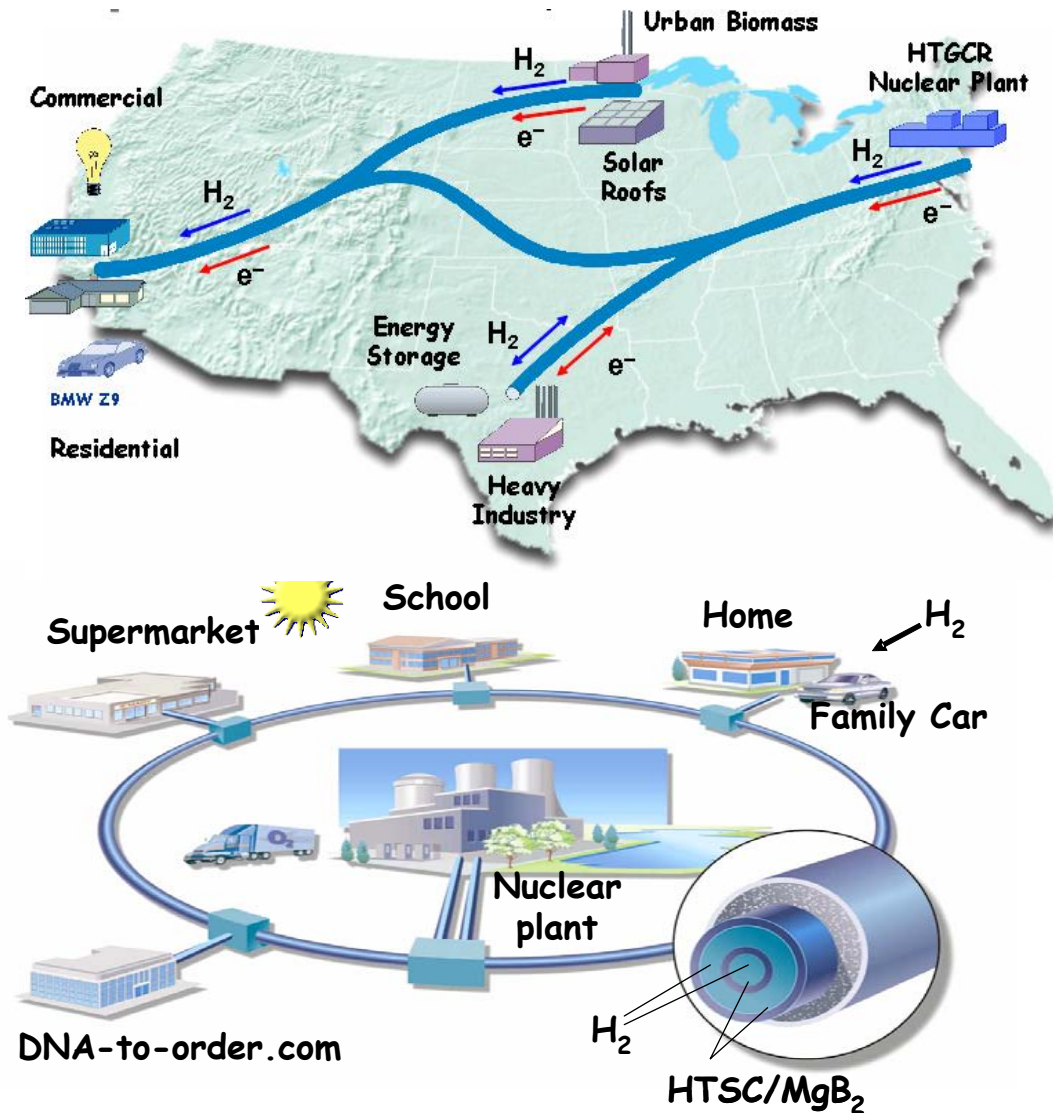 Urban Biomass
HTGCR
Nuclear Plant
H₂
Commercial
e⁻
Solar
Roofs
H₂
e⁻
H₂
e⁻
Energy
Storage
H₂
e⁻
BMW Z9
Residential
Heavy
Industry
School
Supermarket
Home
H₂
Family Car
O₂
Nuclear
plant
H₂
DNA-to-order.com
HTSC/MgB₂